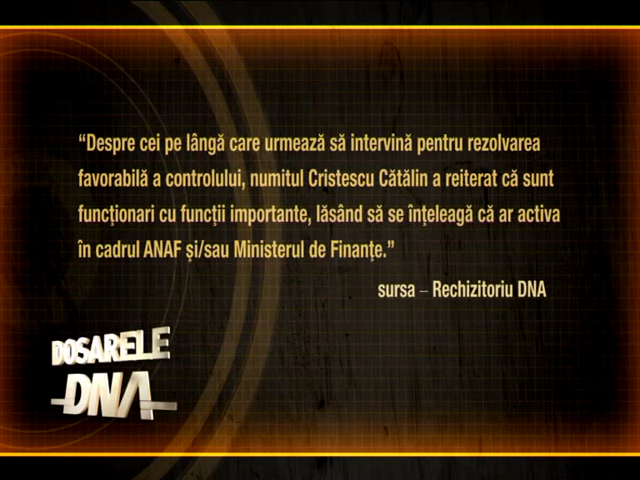 “Despre cei pe lângă care urmează să intervină pentru rezolvarea
favorabilă a controlului, numitul Cristescu Cătălin a reiterat că sunt
funcționari cu funcții importante, lăsând să se înțeleagă că ar activa
în cadrul ANAF și/sau Ministerul de Finanțe.”
sursa – Rechizitoriu DNA
DOSARELE
DNA